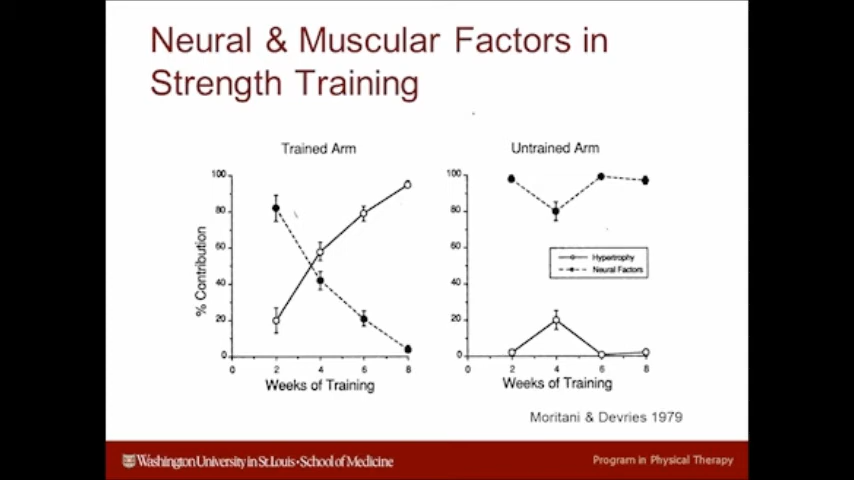 Neural & Muscular Factors in
Strength Training
Trained Arm
Untrained Arm
% Contribution
100
80
60
40
20
0
0 2 4 6 8
Weeks of Training
100
80
60
40
20
0
0 2 4 6 8
Weeks of Training
Hypertrophy
Neural Factors
Moritani & Devries 1979
Washington University in St. Louis • School of Medicine
Program in Physical Therapy